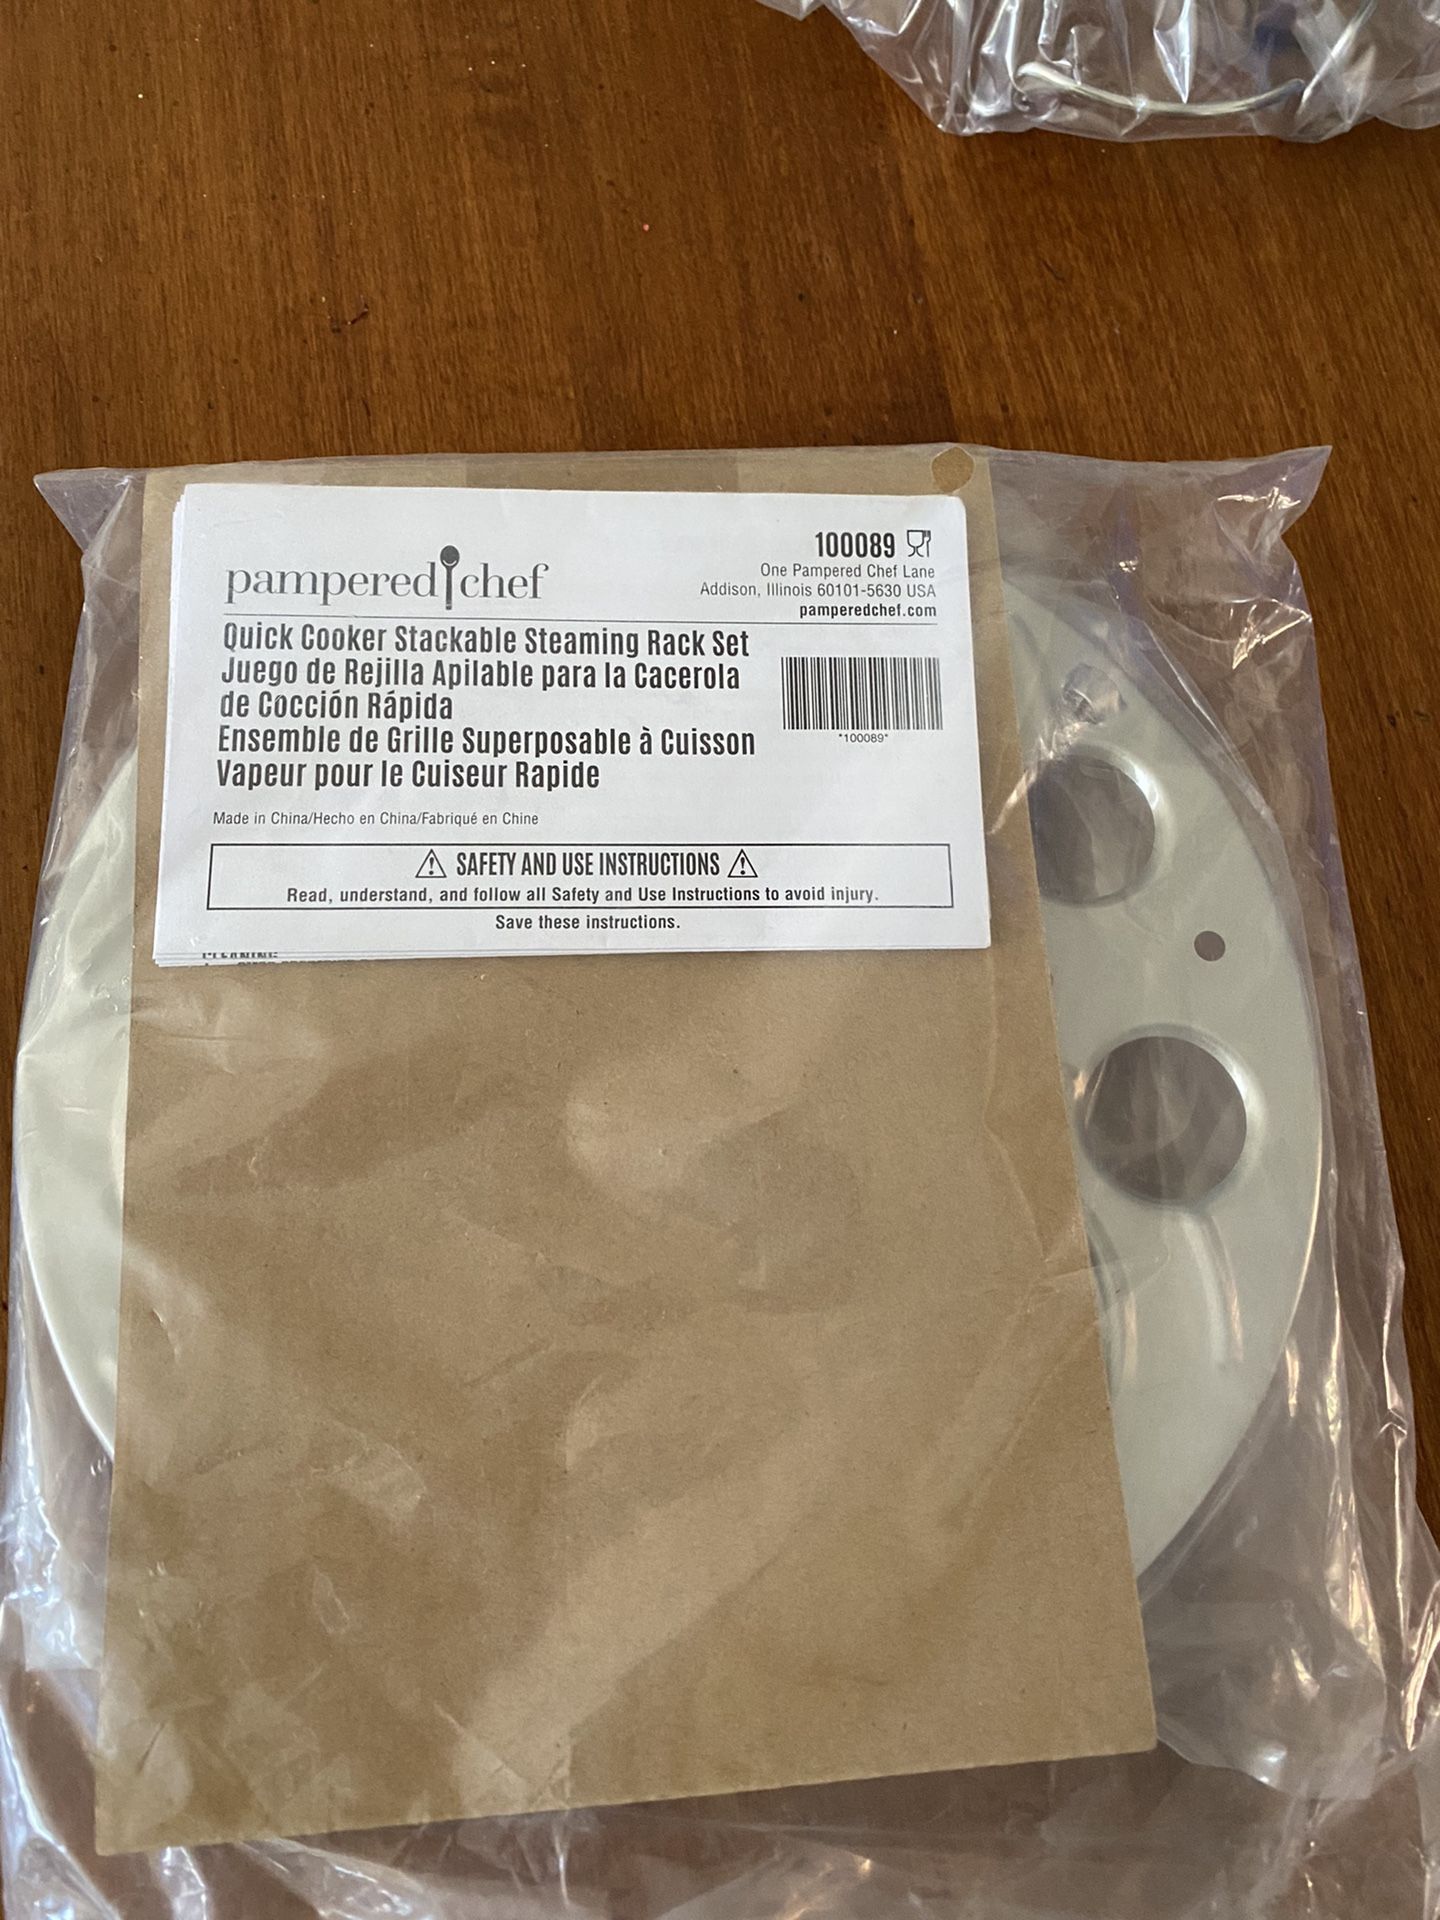 pampered chef
100089
One Pampered Chef Lane
Addison, Illinois 60101-5630 USA
pamperedchef.com
Quick Cooker Stackable Steaming Rack Set
Juego de Rejilla Apilable para la Cacerola
de Cocción Rápida
Ensemble de Grille Superposable à Cuisson
Vapeur pour le Cuiseur Rapide
*100089*
Made in China/Hecho en China/Fabriqué en Chine
SAFETY AND USE INSTRUCTIONS
Read, understand, and follow all Safety and Use Instructions to avoid injury.
Save these instructions.